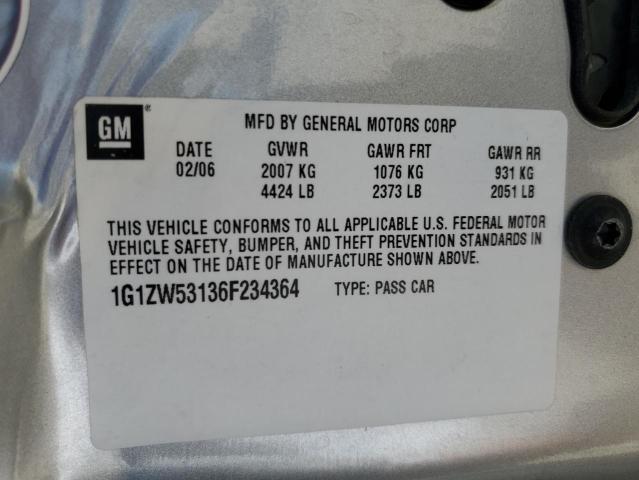 GM ®
MFD BY GENERAL MOTORS CORP
DATE GVWR GAWR FRT GAWR RR
02/06 2007 KG 1076 KG 931 KG
4424 LB 2373 LB 2051 LB
THIS VEHICLE CONFORMS TO ALL APPLICABLE U.S. FEDERAL MOTOR
VEHICLE SAFETY, BUMPER, AND THEFT PREVENTION STANDARDS IN
EFFECT ON THE DATE OF MANUFACTURE SHOWN ABOVE.
1G1ZW53136F234364 TYPE: PASS CAR